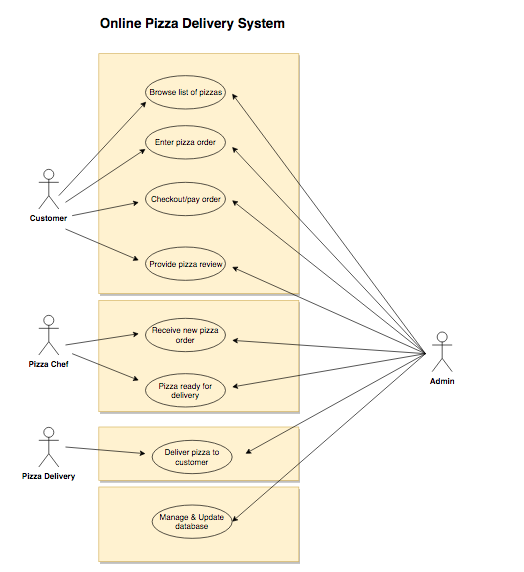 Online Pizza Delivery System
Browse list of pizzas
Enter pizza order
Checkout/pay order
Customer
Provide pizza review
Receive new pizza
order
Pizza Chef
Admin
Pizza ready for
delivery
Deliver pizza to
customer
Pizza Delivery
Manage & Update
database